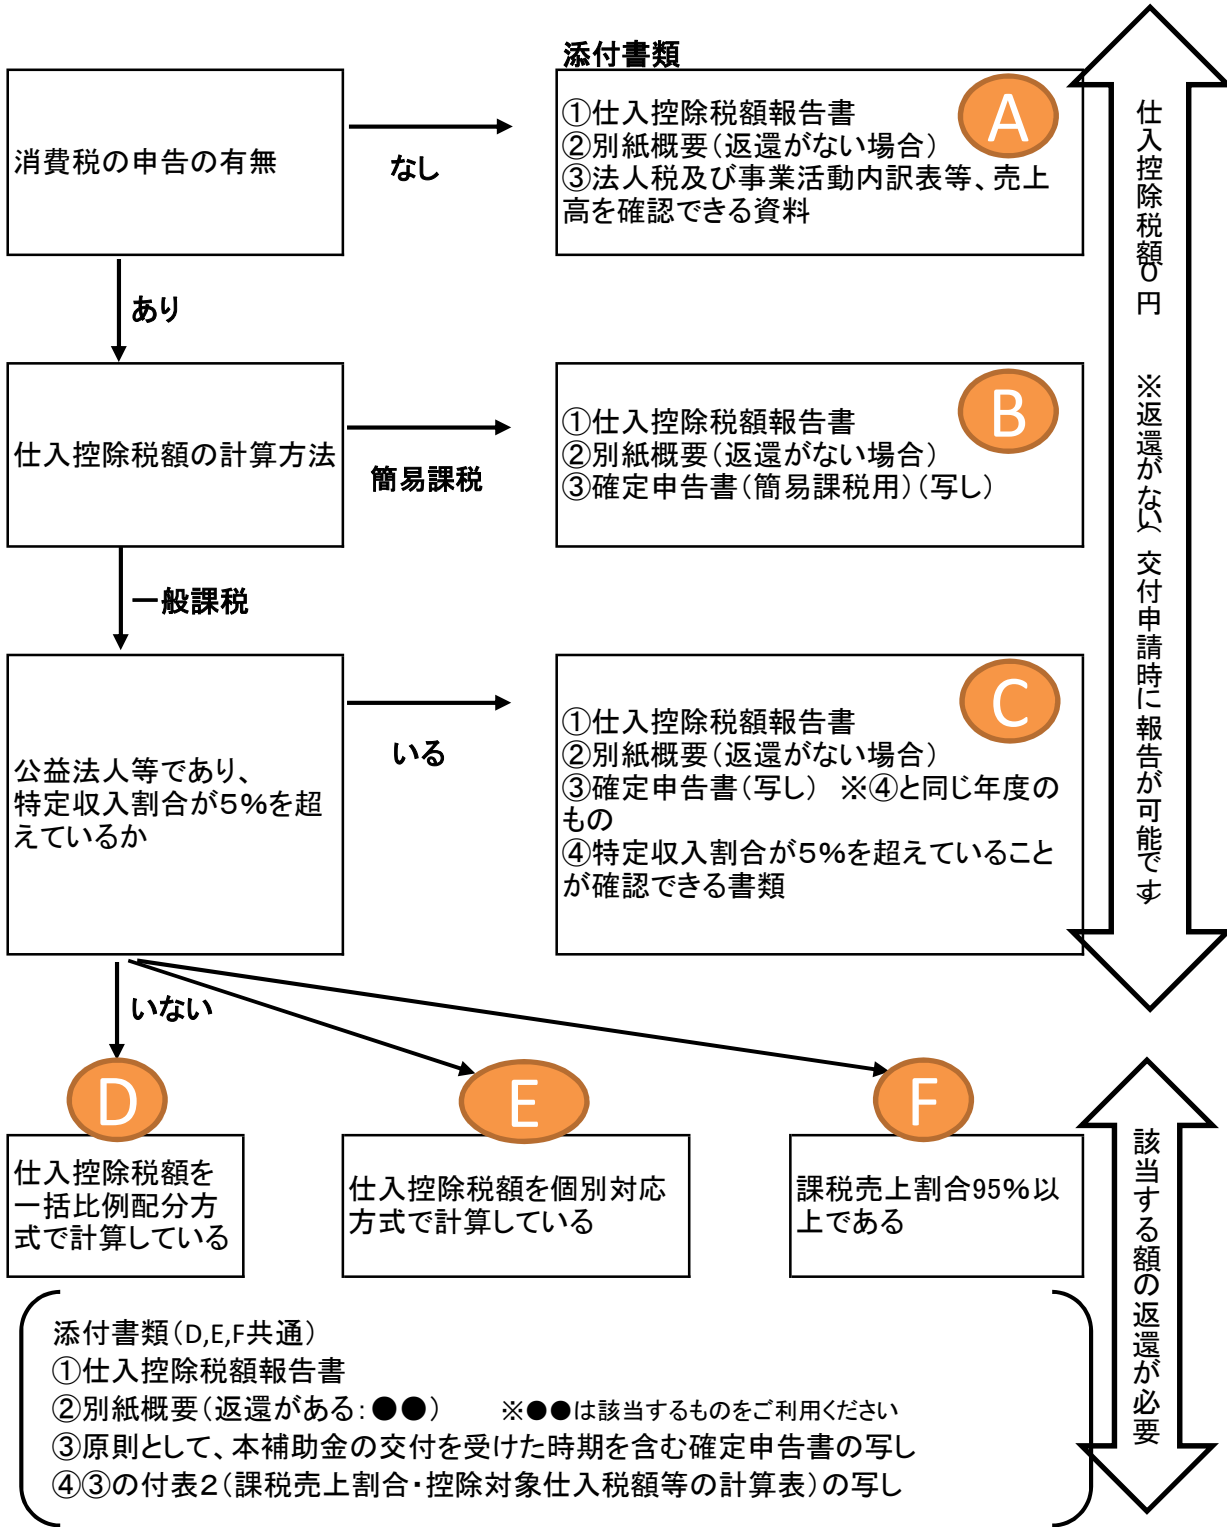 添付書類
消費税の申告の有無
なし
①仕入控除税額報告書
②別紙概要（返還がない場合）
③法人税及び事業活動内訳表等、売上
高を確認できる資料
A
あり
仕入控除税額の計算方法
簡易課税
①仕入控除税額報告書
②別紙概要（返還がない場合）
③確定申告書（簡易課税用）（写し）
B
一般課税
公益法人等であり、
特定収入割合が5％を超
えているか
いる
①仕入控除税額報告書
②別紙概要（返還がない場合）
③確定申告書（写し）　※④と同じ年度の
もの
④特定収入割合が５％を超えていること
が確認できる書類
C
仕入控除税額０円　※返還がない（交付申請時に報告が可能です）
いない
D
仕入控除税額を
一括比例配分方
式で計算している
E
仕入控除税額を個別対応
方式で計算している
F
課税売上割合95％以
上である
該当する額の返還が必要
添付書類（D,E,F共通）
①仕入控除税額報告書
②別紙概要（返還がある：●●）　※●●は該当するものをご利用ください
③原則として、本補助金の交付を受けた時期を含む確定申告書の写し
④③の付表２（課税売上割合・控除対象仕入税額等の計算表）の写し